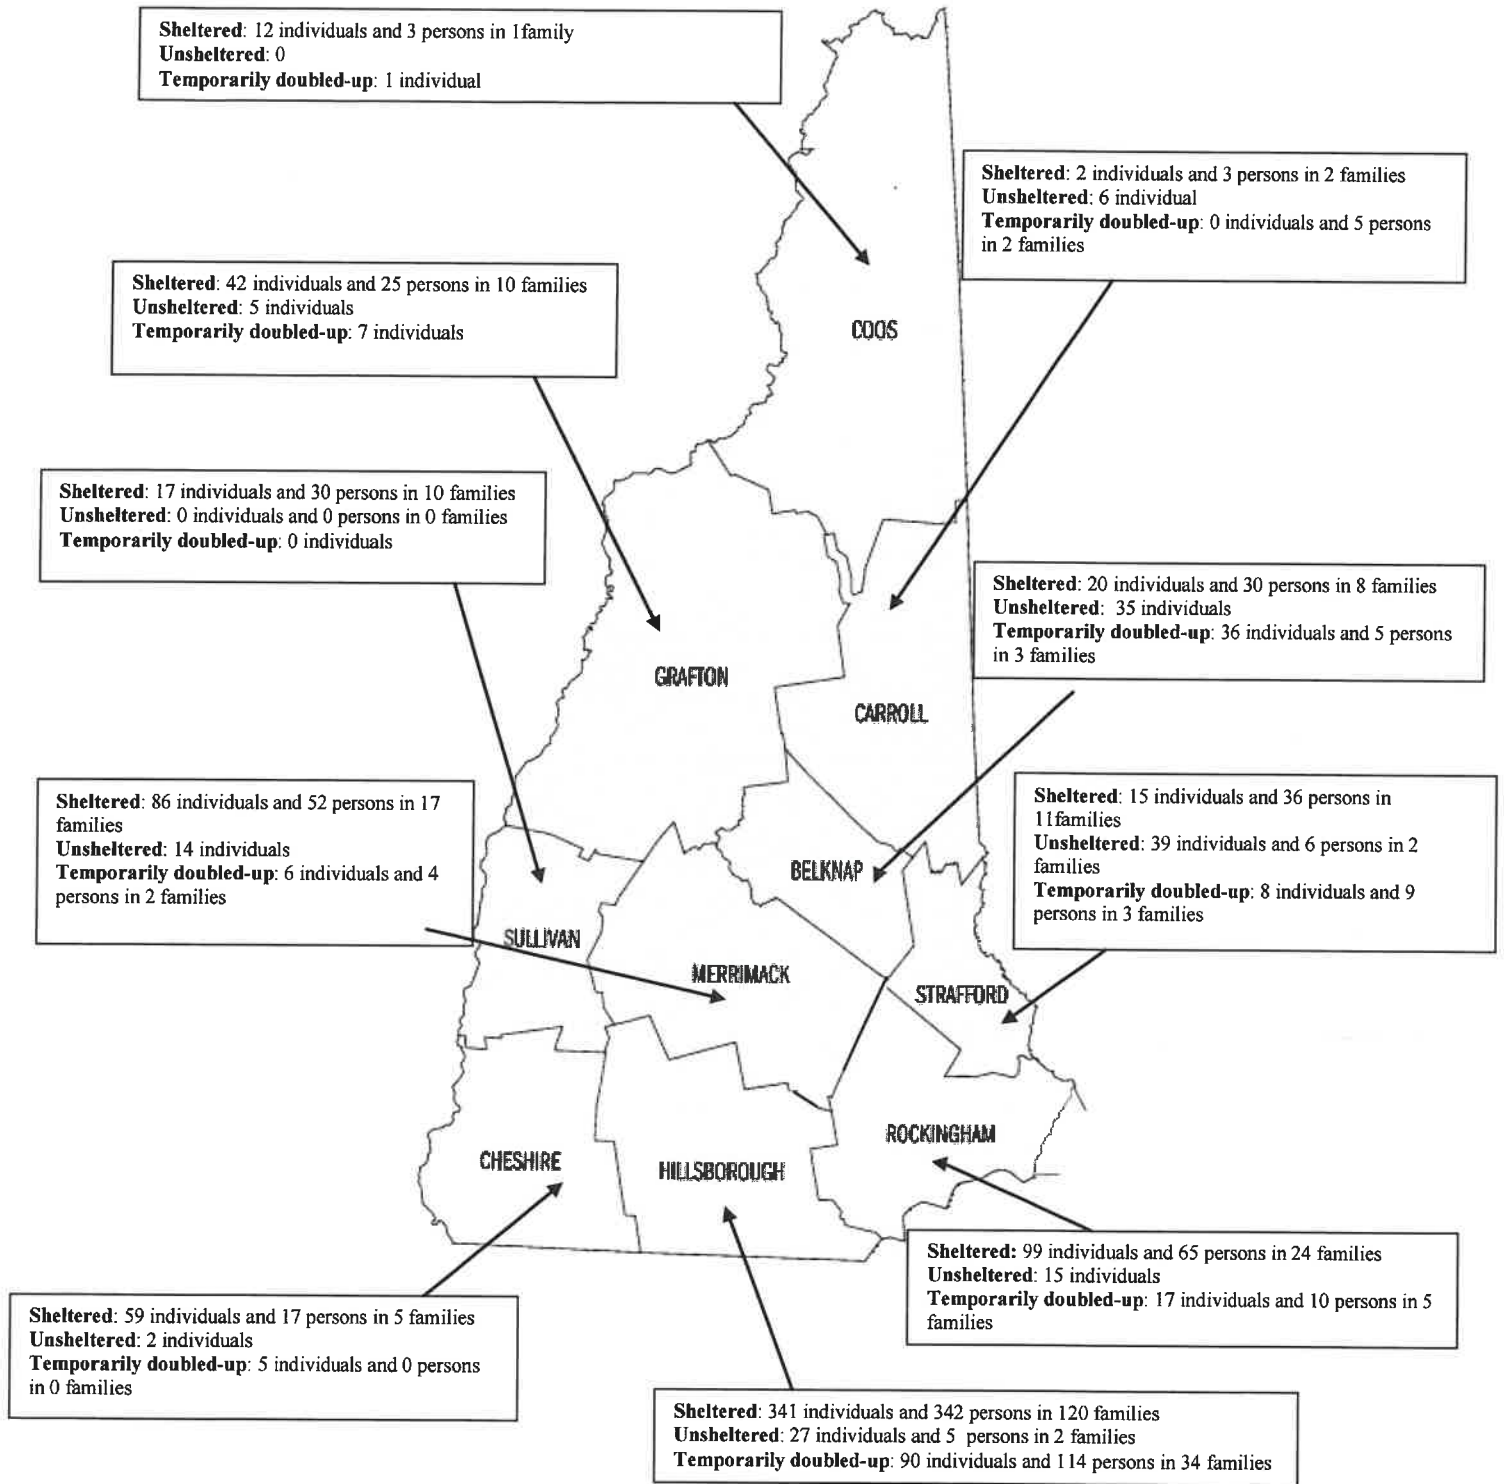 Sheltered: 12 individuals and 3 persons in 1family
Unsheltered: 0
Temporarily doubled-up: 1 individual
Sheltered: 2 individuals and 3 persons in 2 families
Unsheltered: 6 individual
Temporarily doubled-up: 0 individuals and 5 persons
in 2 families
Sheltered: 42 individuals and 25 persons in 10 families
Unsheltered: 5 individuals
Temporarily doubled-up: 7 individuals
COOS
Sheltered: 17 individuals and 30 persons in 10 families
Unsheltered: 0 individuals and 0 persons in 0 families
Temporarily doubled-up: 0 individuals
Sheltered: 20 individuals and 30 persons in 8 families
Unsheltered: 35 individuals
Temporarily doubled-up: 36 individuals and 5 persons
in 3 families
GRAFTON
CARROLL
Sheltered: 86 individuals and 52 persons in 17
families
Unsheltered: 14 individuals
Temporarily doubled-up: 6 individuals and 4
persons in 2 families
Sheltered: 15 individuals and 36 persons in
11families
Unsheltered: 39 individuals and 6 persons in 2
families
Temporarily doubled-up: 8 individuals and 9
persons in 3 families
BELKNAP
SULLIVAN
MERRIMACK
STRAFFORD
ROCKINGHAM
CHESHIRE
HILLSBOROUGH
Sheltered: 99 individuals and 65 persons in 24 families
Unsheltered: 15 individuals
Temporarily doubled-up: 17 individuals and 10 persons in 5
families
Sheltered: 59 individuals and 17 persons in 5 families
Unsheltered: 2 individuals
Temporarily doubled-up: 5 individuals and 0 persons
in 0 families
Sheltered: 341 individuals and 342 persons in 120 families
Unsheltered: 27 individuals and 5 persons in 2 families
Temporarily doubled-up: 90 individuals and 114 persons in 34 families